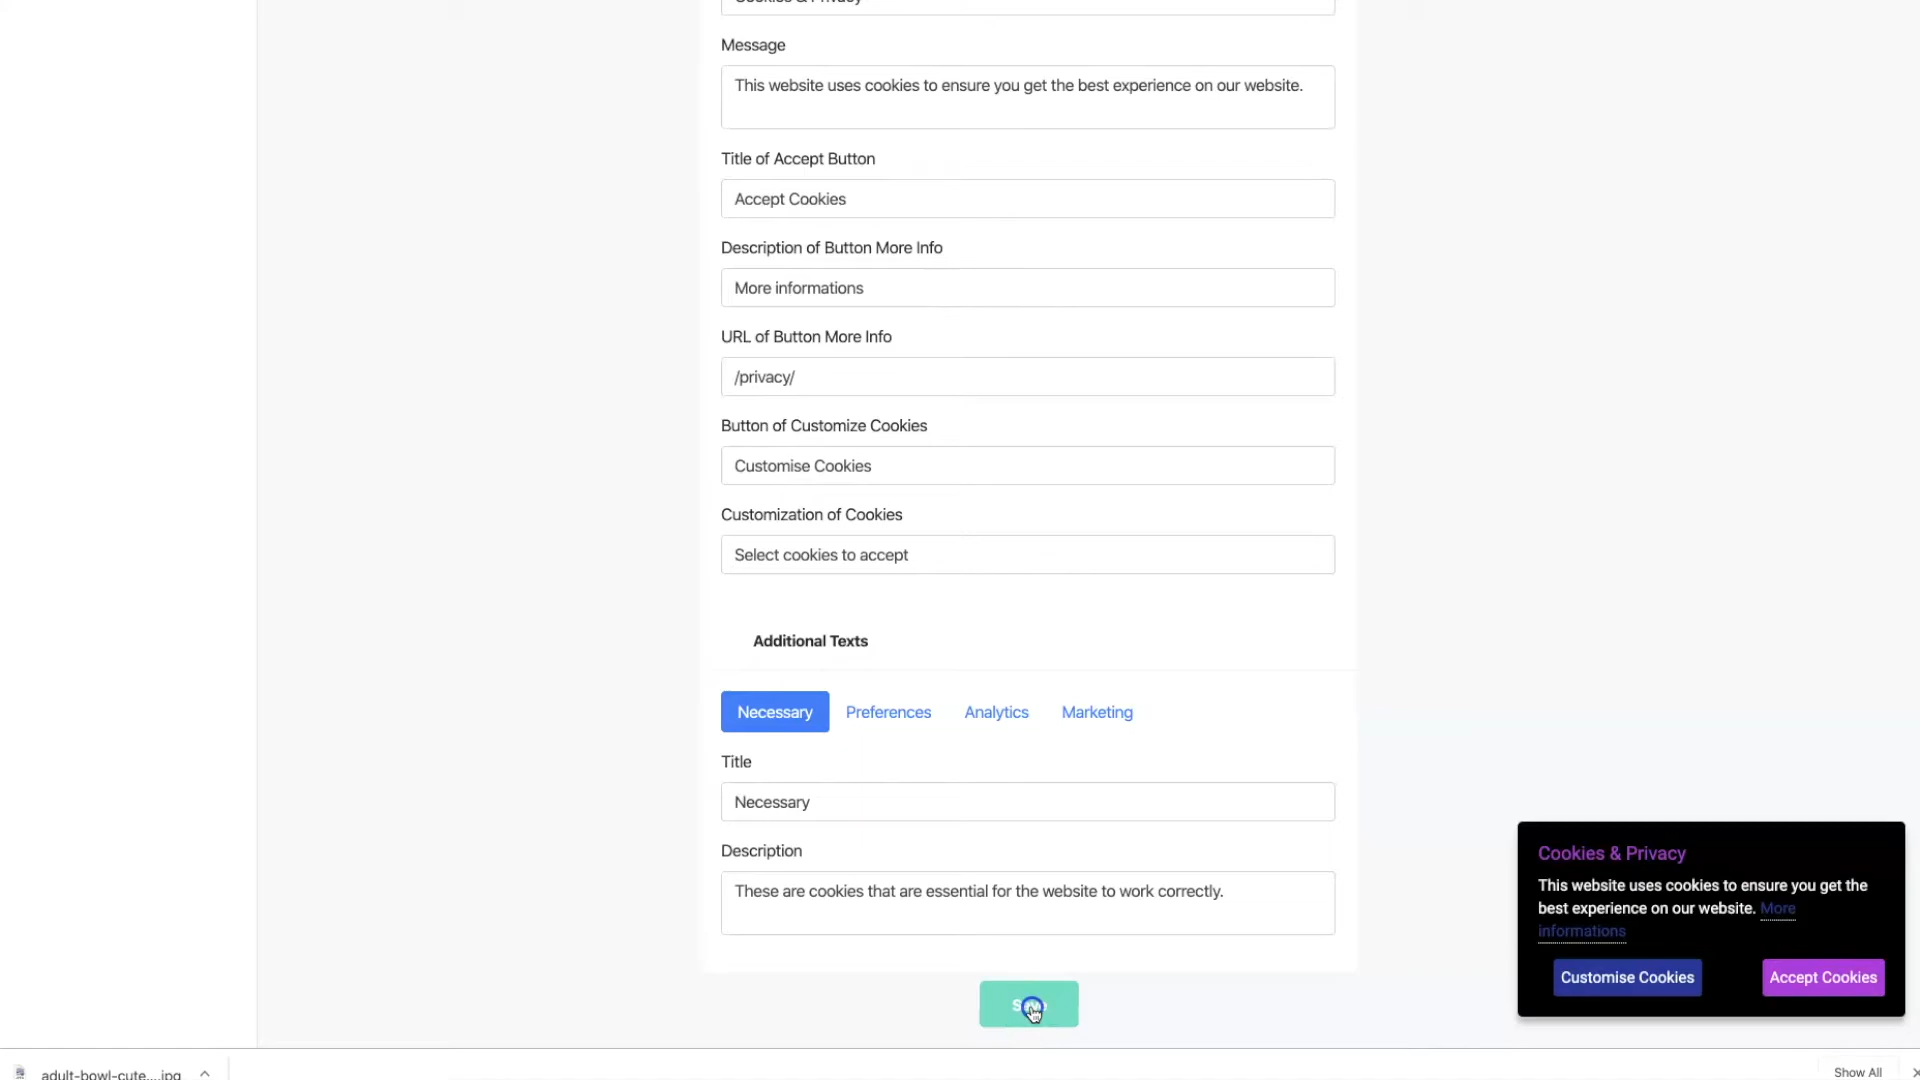 Message
This website uses cookies to ensure you get the best experience on our website.
Title of Accept Button
Accept Cookies
Description of Button More Info
More informations
URL of Button More Info
/privacy/
Button of Customize Cookies
Customise Cookies
Customization of Cookies
Select cookies to accept
Additional Texts
Necessary Preferences Analytics Marketing
Title
Necessary
Description
These are cookies that are essential for the website to work correctly.
Cookies & Privacy
This website uses cookies to ensure you get the
best experience on our website. More
informations
Customise Cookies Accept Cookies
adult-bowl-cute....jpg
Show All